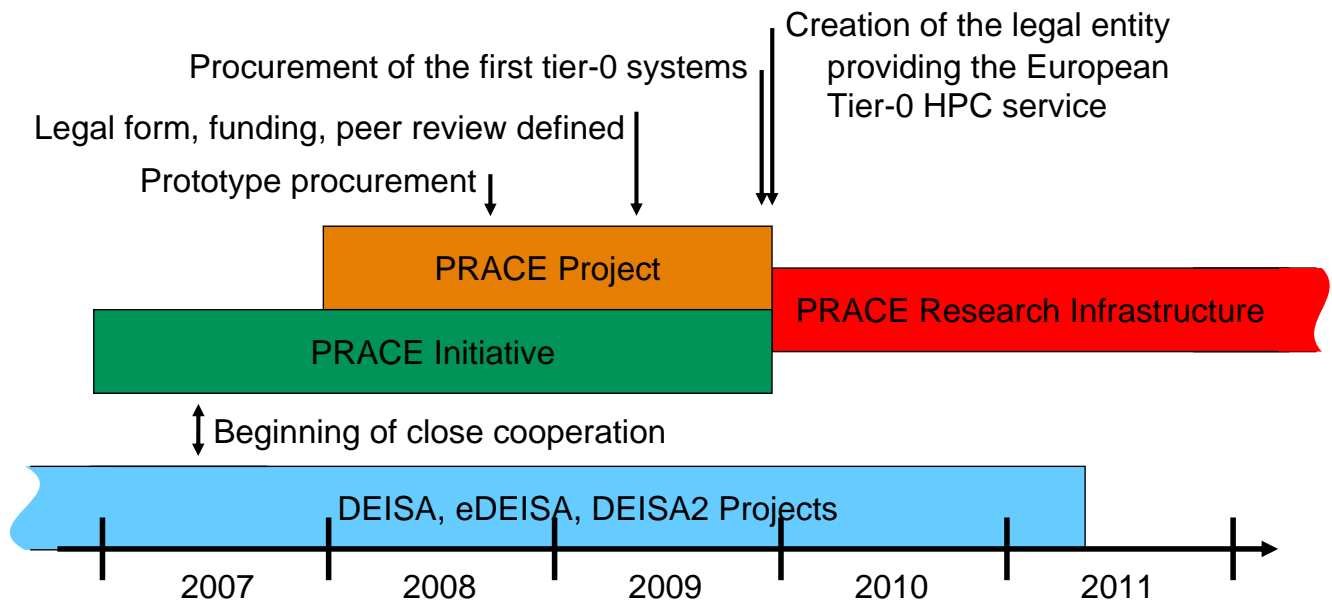 Creation of the legal entity
providing the European
Tier-0 HPC service
Procurement of the first tier-0 systems
Legal form, funding, peer review defined
Prototype procurement
PRACE Project
PRACE Research Infrastructure
PRACE Initiative
Beginning of close cooperation
DEISA, eDEISA, DEISA2 Projects
2007 2008 2009 2010 2011